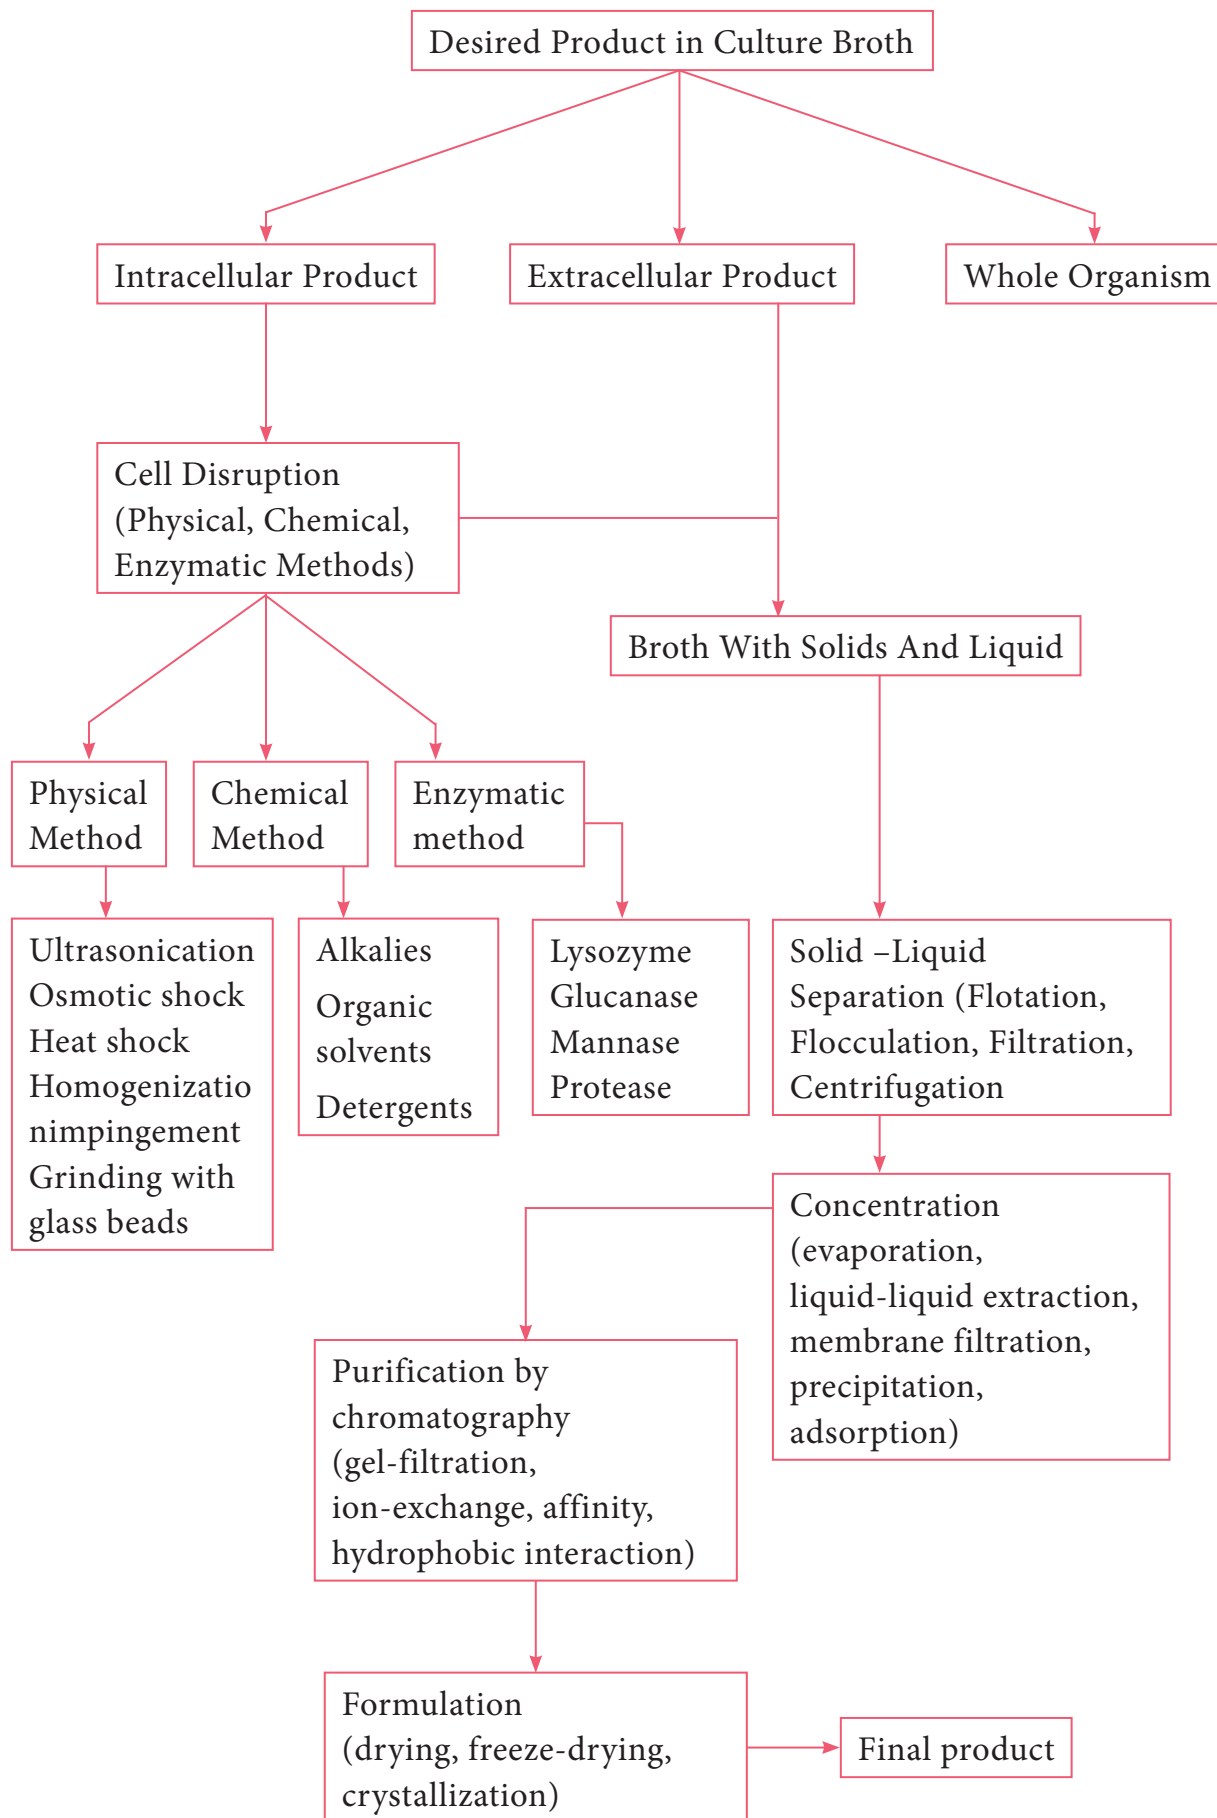 Desired Product in Culture Broth
Intracellular Product
Extracellular Product
Whole Organism
Cell Disruption
(Physical, Chemical,
Enzymatic Methods)
Broth With Solids And Liquid
Physical
Method
Chemical
Method
Enzymatic
method
Ultrasonication
Osmotic shock
Heat shock
Homogenizatio
nimpingement
Grinding with
glass beads
Alkalies
Organic
solvents
Detergents
Lysozyme
Glucanase
Mannase
Protease
Solid –Liquid
Separation (Flotation,
Flocculation, Filtration,
Centrifugation
Concentration
(evaporation,
liquid-liquid extraction,
membrane filtration,
precipitation,
adsorption)
Purification by
chromatography
(gel-filtration,
ion-exchange, affinity,
hydrophobic interaction)
Formulation
(drying, freeze-drying,
crystallization)
Final product